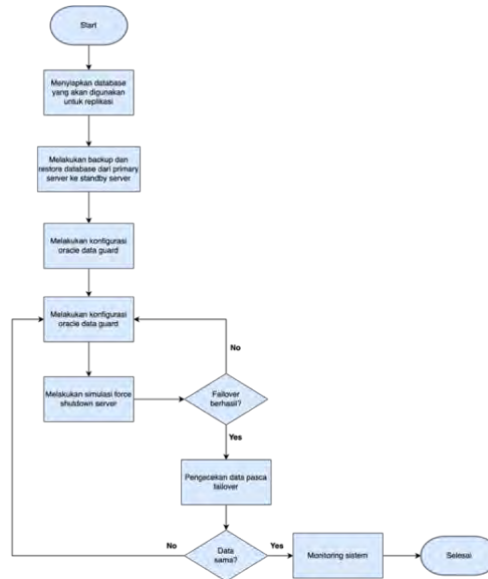 Start
Menyiapkan database
yang akan digunakan
untuk replikasi
Melakukan backup dan
restore database dari primary
server ke standby server
Melakukan konfigurasi
oracle data guard
Melakukan konfigurasi
oracle data guard
No
Melakukan simulasi force
shutdown server
Failover
berhasil?
Yes
Pengecekan data pasca
failover
No
Data
sama?
Yes
Monitoring sistem
Selesai